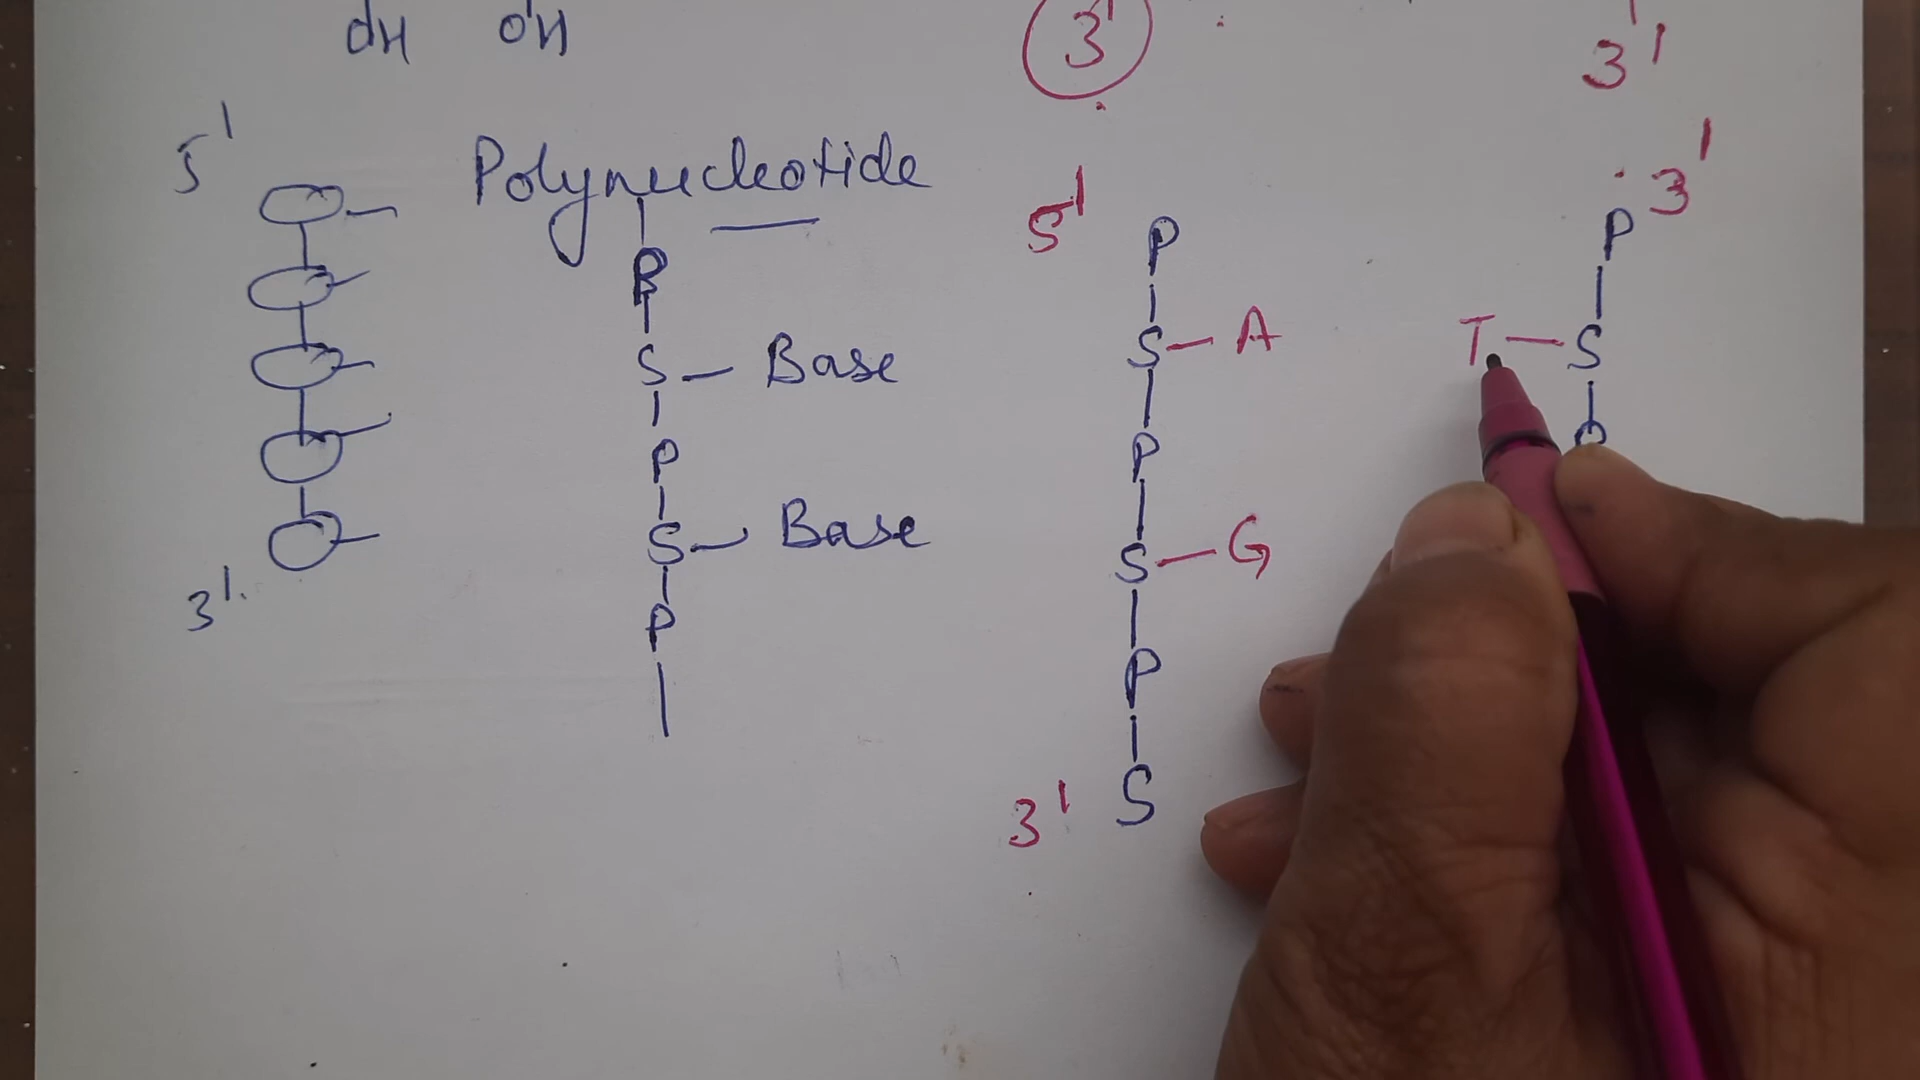 OH OH 3' 3'
5' Polynucleotide 5' 3'
P P P
S – Base S – A T – S
P P P
S – Base S – G
3' P P
3' S